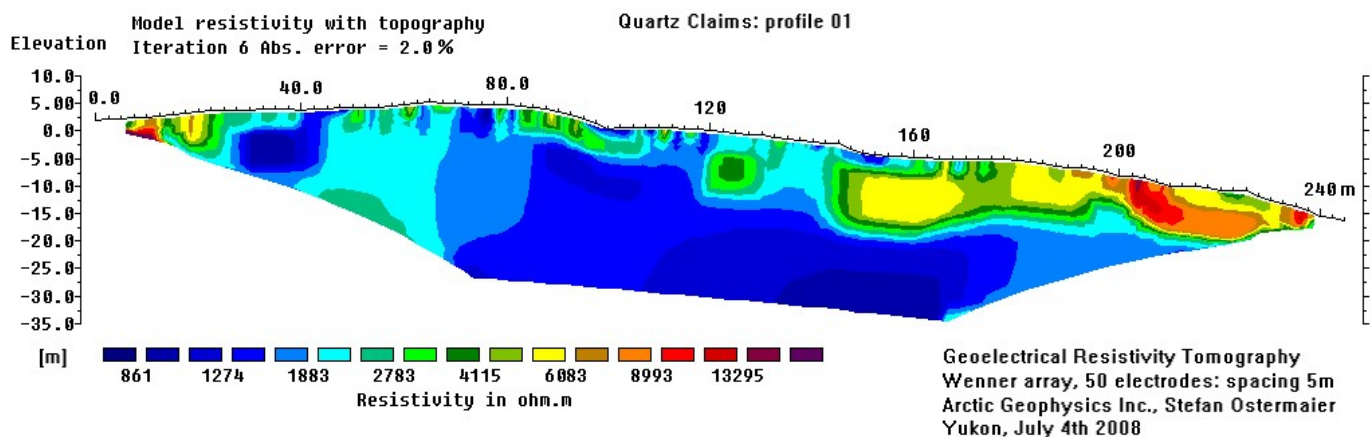 Model resistivity with topography
Quartz Claims: profile 01
Elevation
Iteration 6 Abs. error = 2.0%
10.0
5.00
0.0
-5.00
-10.0
-15.0
-20.0
-25.0
-30.0
-35.0
0.0
40.0
80.0
120
160
200
240m
[m]
861 1274 1883 2783 4115 6083 8993 13295
Resistivity in ohm.m
Geoelectrical Resistivity Tomography
Wenner array, 50 electrodes: spacing 5m
Arctic Geophysics Inc., Stefan Ostermaier
Yukon, July 4th 2008